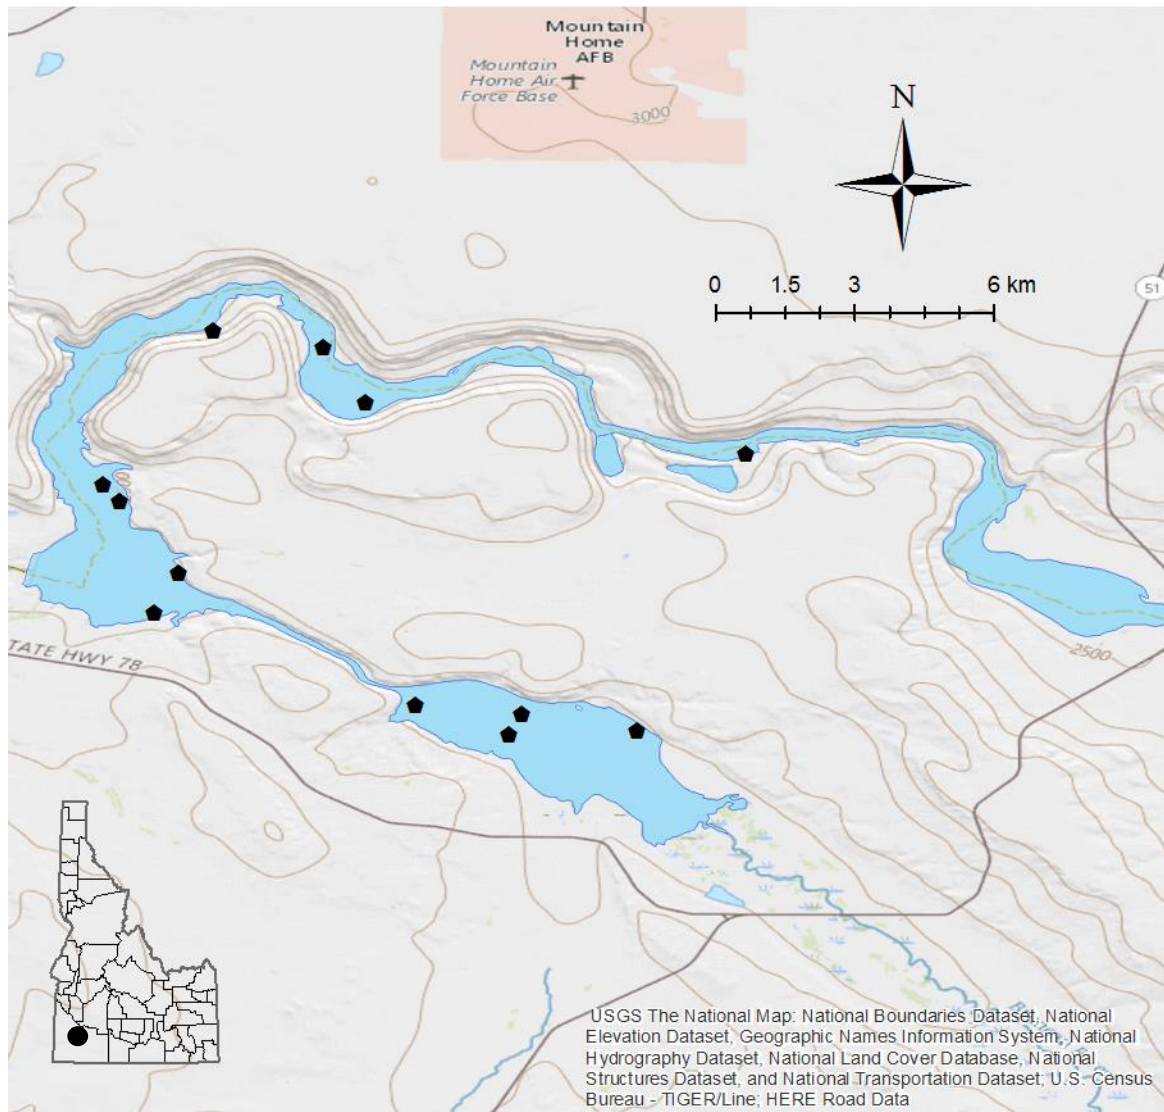 Mountain
Home
AFB
Mountain
Home Air
Force Base
3000
N
0 1.5 3 6 km
51
TATE HWY 78
2500
USGS The National Map: National Boundaries Dataset, National
Elevation Dataset, Geographic Names Information System, National
Hydrography Dataset, National Land Cover Database, National
Structures Dataset, and National Transportation Dataset; U.S. Census
Bureau - TIGER/Line; HERE Road Data